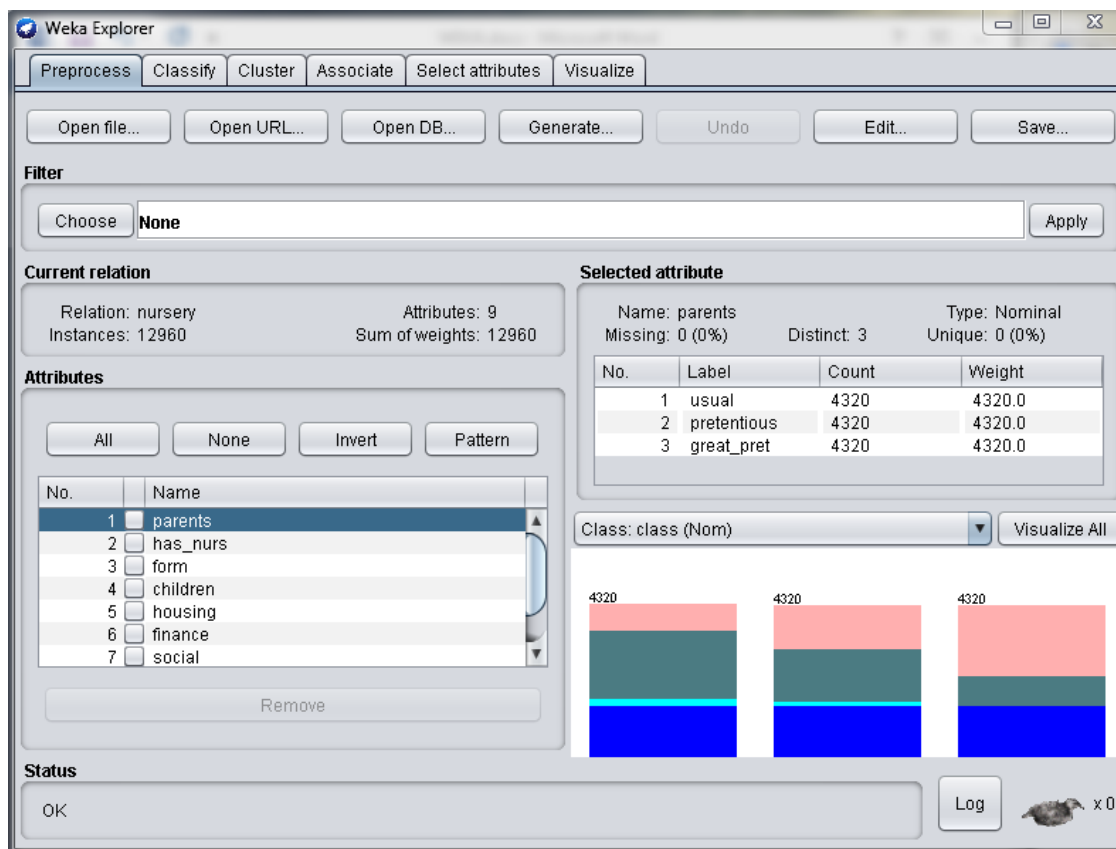 Weka Explorer
Preprocess Classify Cluster Associate Select attributes Visualize
Open file... Open URL... Open DB... Generate... Undo Edit... Save...
Filter
Choose None Apply
Current relation
Relation: nursery Attributes: 9
Instances: 12960 Sum of weights: 12960
Attributes
All None Invert Pattern
No. Name
1 parents
2 has_nurs
3 form
4 children
5 housing
6 finance
7 social
Remove
Selected attribute
Name: parents Type: Nominal
Missing: 0 (0%) Distinct: 3 Unique: 0 (0%)
No. Label Count Weight
1 usual 4320 4320.0
2 pretentious 4320 4320.0
3 great_pret 4320 4320.0
Class: class (Nom) Visualize All
4320 4320 4320
Status
OK
Log x 0